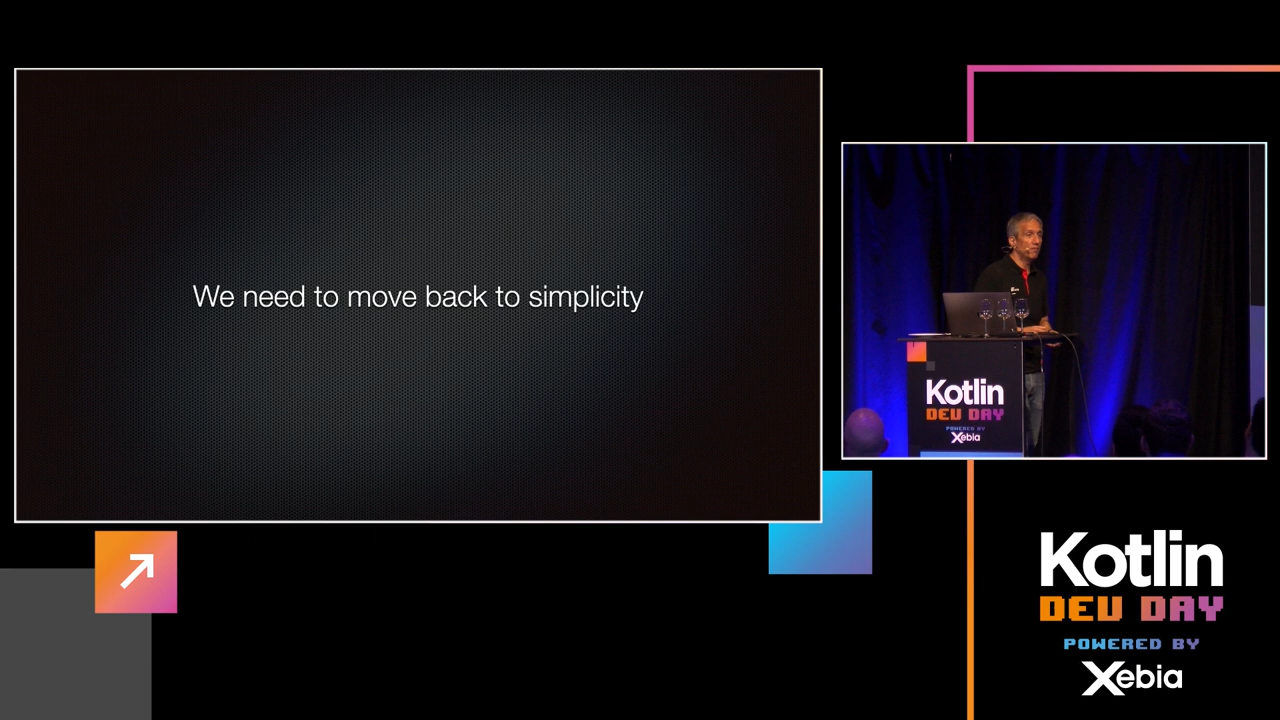 We need to move back to simplicity
Kotlin
DEV DAY
POWERED BY
Xebia
Kotlin
DEV DAY
POWERED BY
Xebia